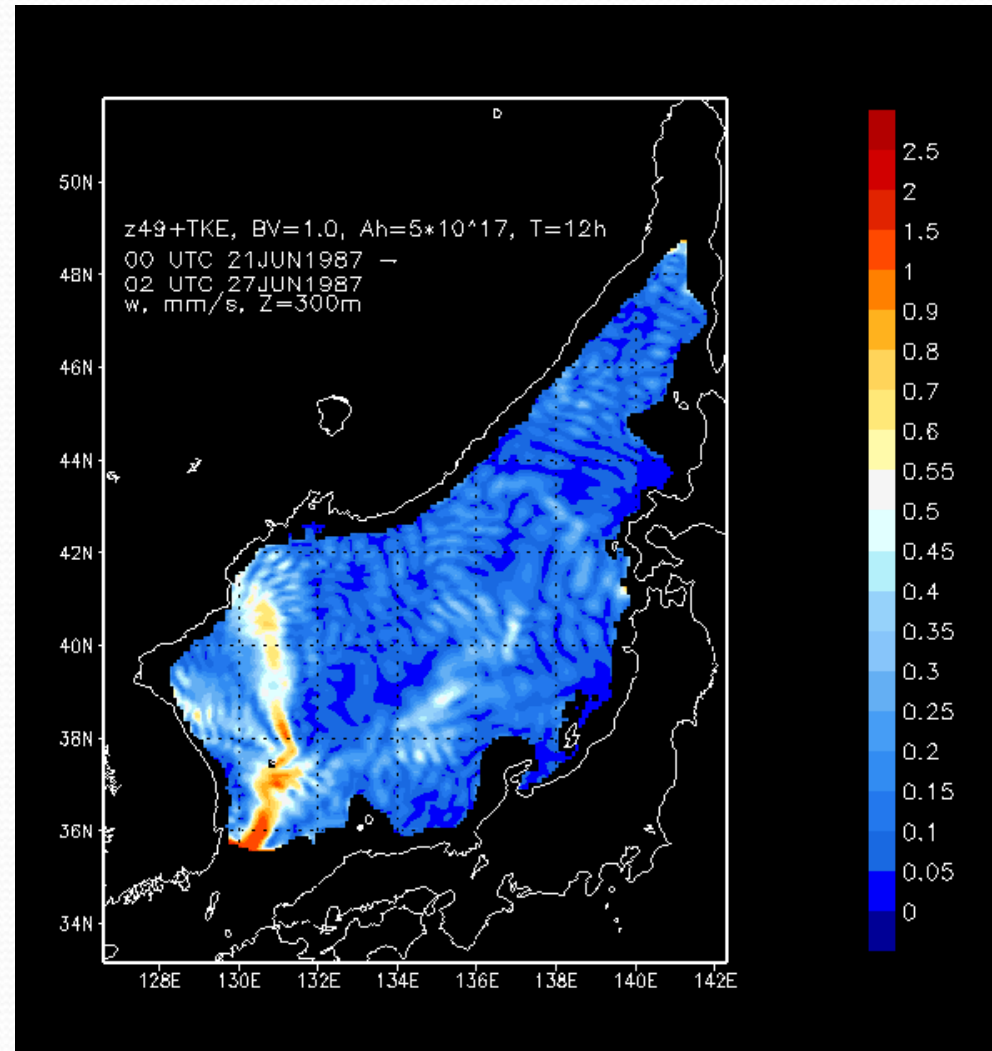 z49+TKE, BV=1.0, Ah=5*10^17, T=12h
00 UTC 21JUN1987 –
02 UTC 27JUN1987
w, mm/s, Z=300m
50N
48N
46N
44N
42N
40N
38N
36N
34N
128E 130E 132E 134E 136E 138E 140E 142E
2.5
2
1.5
1
0.9
0.8
0.7
0.6
0.55
0.5
0.45
0.4
0.35
0.3
0.25
0.2
0.15
0.1
0.05
0